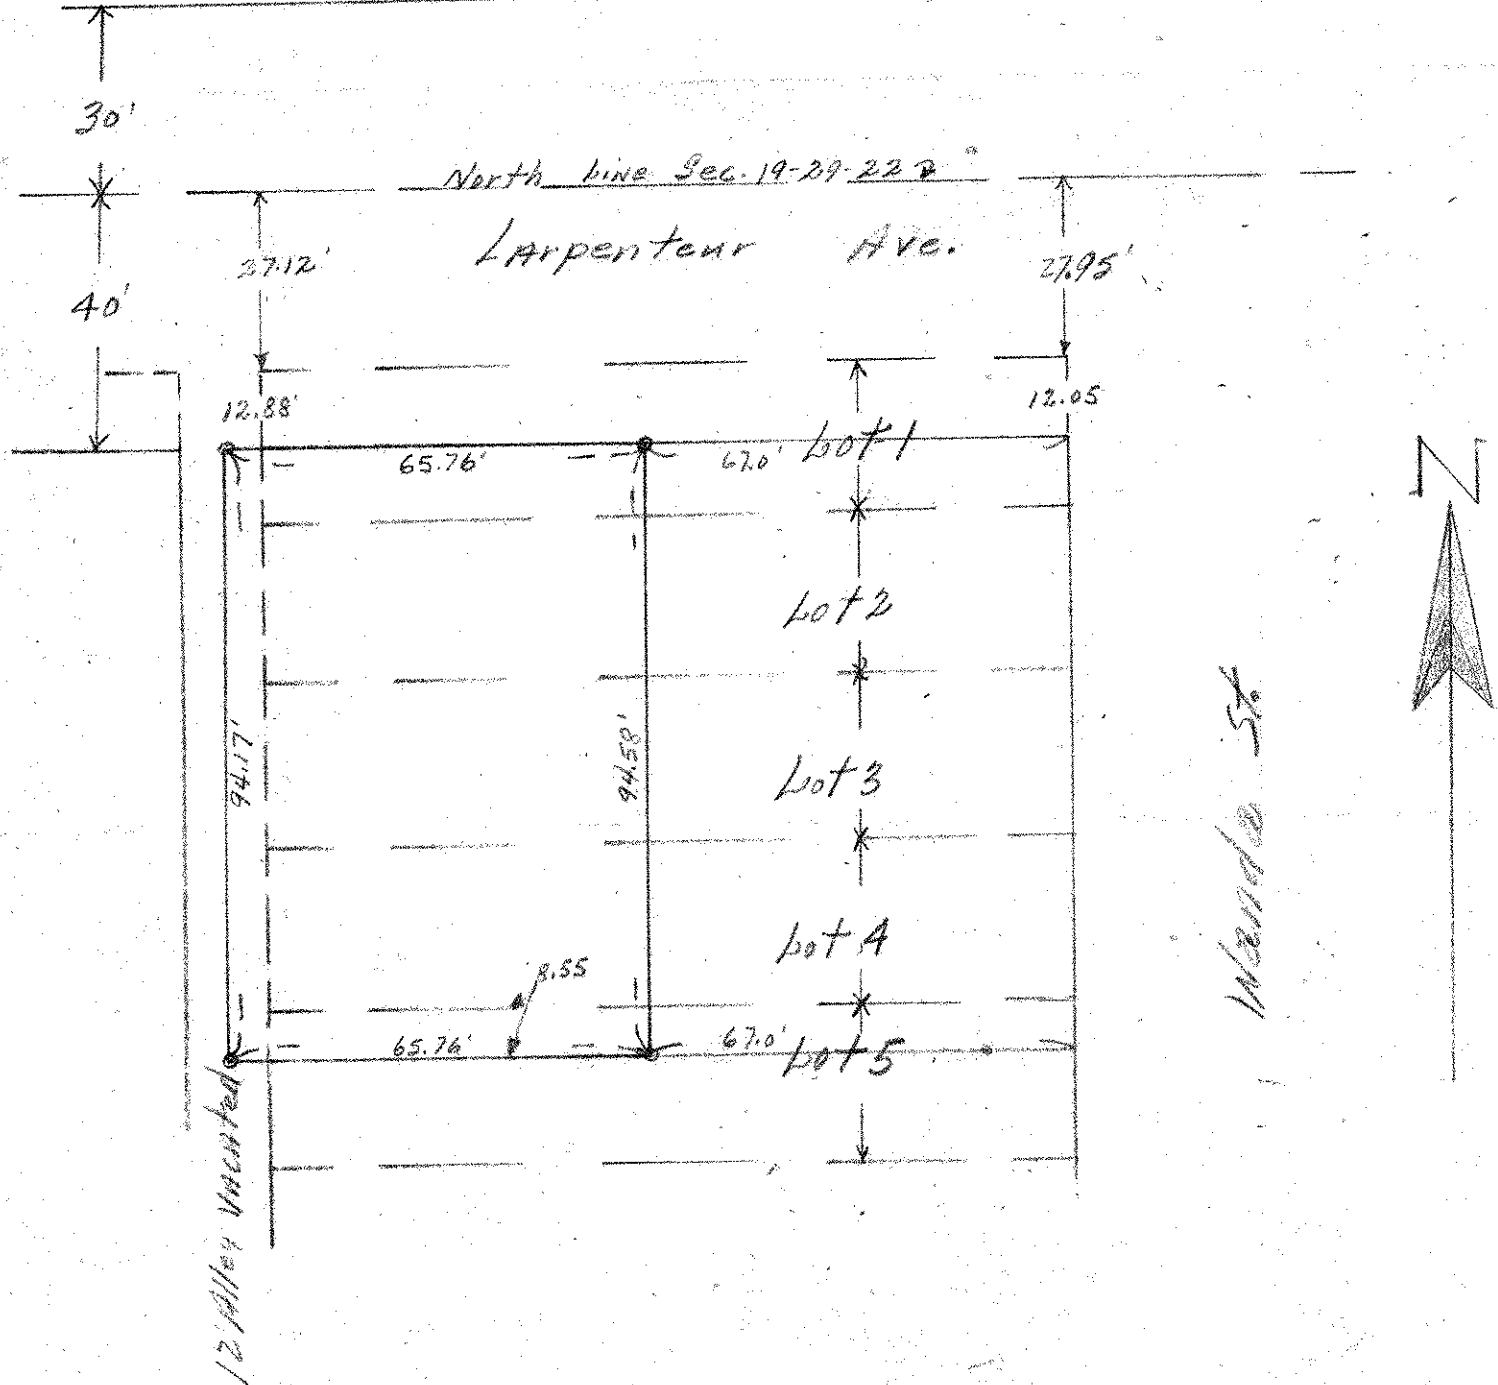 30'
North Line Sec. 19-29-22
Larpenteur Ave.
27.12'
27.95'
40'
12.88'
12.05
N
65.76'
67.0'
Lot 1
Lot 2
94.17'
94.58'
Lot 3
Wanda St.
Lot 4
8.55
65.76'
67.0'
Lot 5
12' Alley vacated